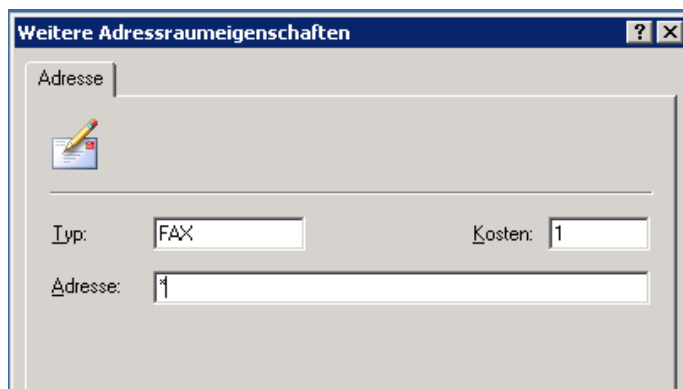 Weitere Adressraumeigenschaften
Adresse
Typ: FAX Kosten: 1
Adresse: *